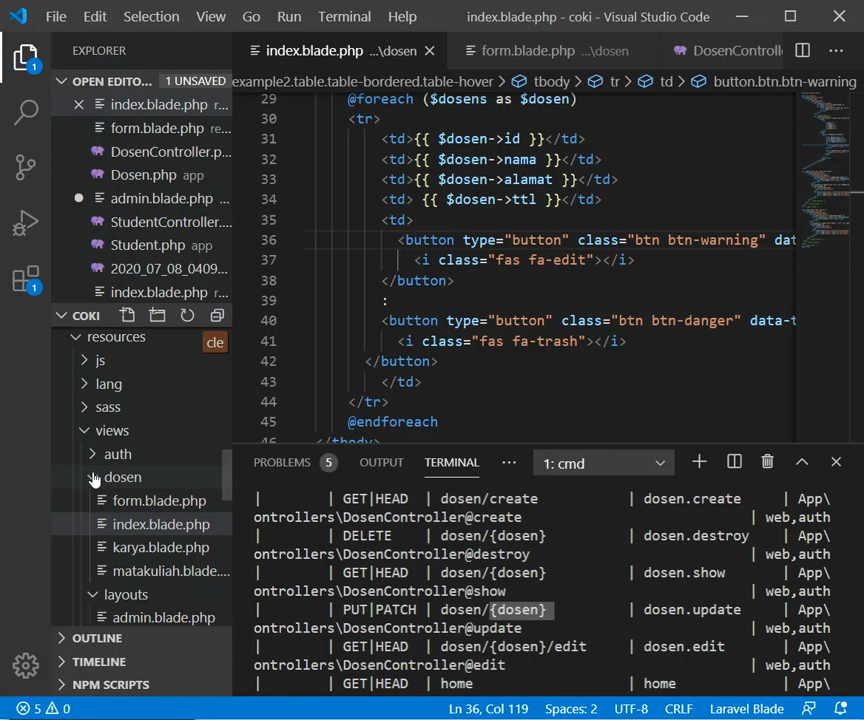 File Edit Selection View Go Run Terminal Help index.blade.php - coki - Visual Studio Code
EXPLORER
index.blade.php ...\dosen
form.blade.php ...\dosen
DosenControll
OPEN EDITO... 1 UNSAVED
example2.table.table-bordered.table-hover > tbody > tr > td > button.btn.btn-warning
index.blade.php r...
form.blade.php re...
DosenController.p...
Dosen.php app
admin.blade.php ...
StudentController....
Student.php app
2020_07_08_0409...
index.blade.php r...
29 @foreach ($dosens as $dosen)
30 <tr>
31 <td>{{ $dosen->id }}</td>
32 <td>{{ $dosen->nama }}</td>
33 <td>{{ $dosen->alamat }}</td>
34 <td> {{ $dosen->ttl }}</td>
35 <td>
36 <button type="button" class="btn btn-warning" dat
37 <i class="fas fa-edit"></i>
38 </button>
39 :
40 <button type="button" class="btn btn-danger" data-t
41 <i class="fas fa-trash"></i>
42 </button>
43 </td>
44 </tr>
45 @endforeach
46 </tbody>
1
1
COKI
resources
cle
js
lang
sass
views
auth
dosen
form.blade.php
index.blade.php
karya.blade.php
matakuliah.blade....
layouts
admin.blade.php
OUTLINE
TIMELINE
NPM SCRIPTS
PROBLEMS 5 OUTPUT TERMINAL ... 1: cmd
| | GET|HEAD | dosen/create | dosen.create | App\
ontrollers\DosenController@create | web,auth
| | DELETE | dosen/{dosen} | dosen.destroy | App\
ontrollers\DosenController@destroy | web,auth
| | GET|HEAD | dosen/{dosen} | dosen.show | App\
ontrollers\DosenController@show | web,auth
| | PUT|PATCH | dosen/{dosen} | dosen.update | App\
ontrollers\DosenController@update | web,auth
| | GET|HEAD | dosen/{dosen}/edit | dosen.edit | App\
ontrollers\DosenController@edit | web,auth
| | GET|HEAD | home | home | App\
5 0 Ln 36, Col 119 Spaces: 2 UTF-8 CRLF Laravel Blade